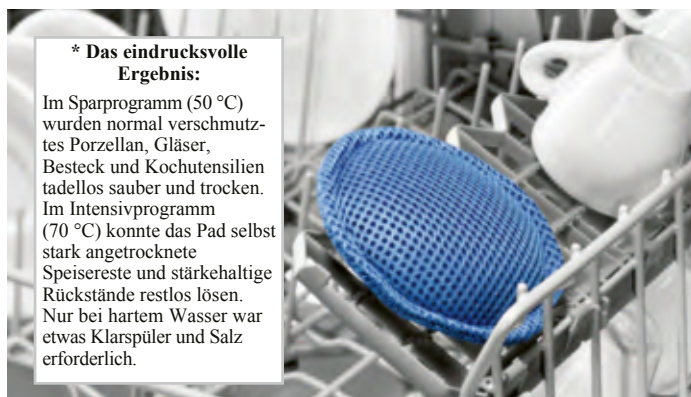 * Das eindrucksvolle
Ergebnis:
Im Sparprogramm (50 °C)
wurden normal verschmutz-
tes Porzellan, Gläser,
Besteck und Kochutensilien
tadellos sauber und trocken.
Im Intensivprogramm
(70 °C) konnte das Pad selbst
stark angetrocknete
Speisereste und stärkehaltige
Rückstände restlos lösen.
Nur bei hartem Wasser war
etwas Klarspüler und Salz
erforderlich.